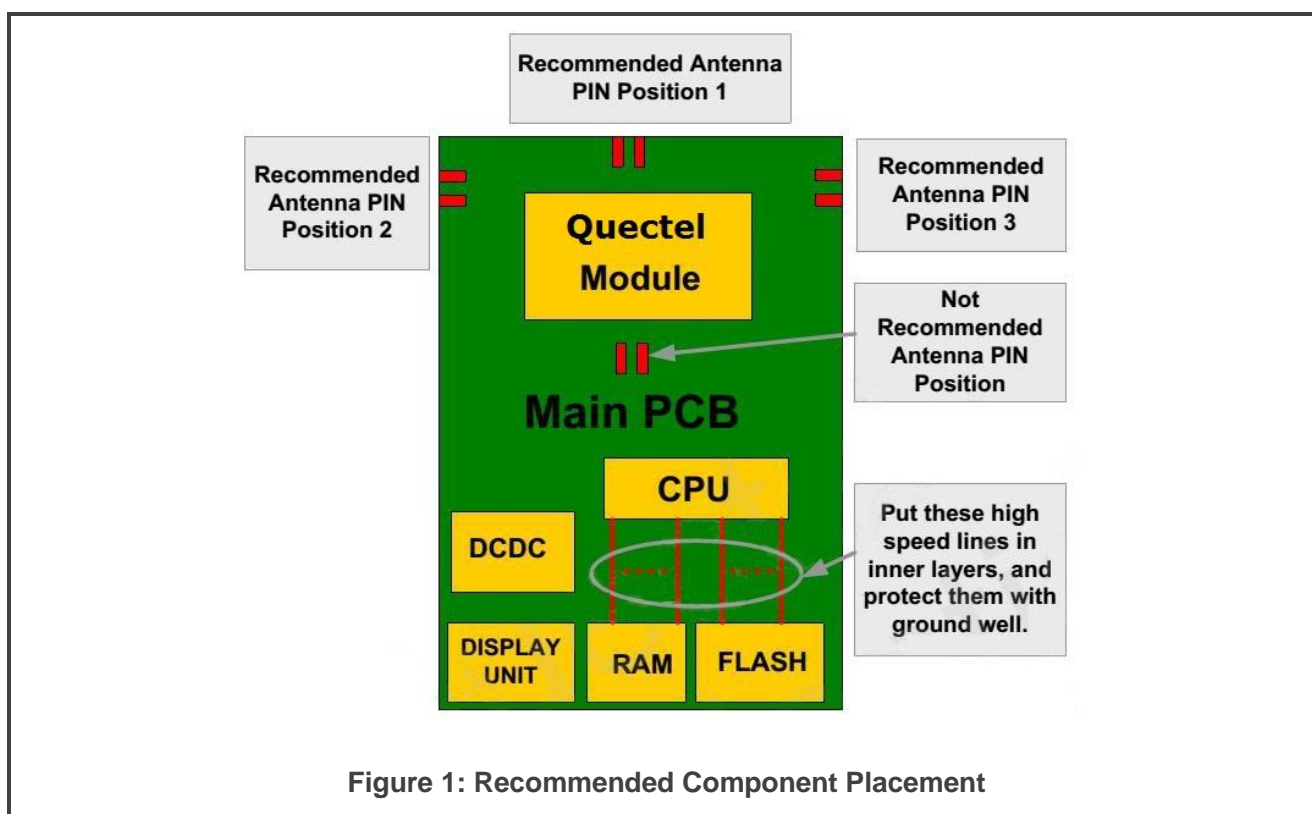 Recommended Antenna
PIN Position 1
Recommended
Antenna PIN
Position 2
Recommended
Antenna PIN
Position 3
Quectel
Module
Not
Recommended
Antenna PIN
Position
Main PCB
CPU
DCDC
Put these high
speed lines in
inner layers, and
protect them with
ground well.
DISPLAY
UNIT
RAM
FLASH
Figure 1: Recommended Component Placement